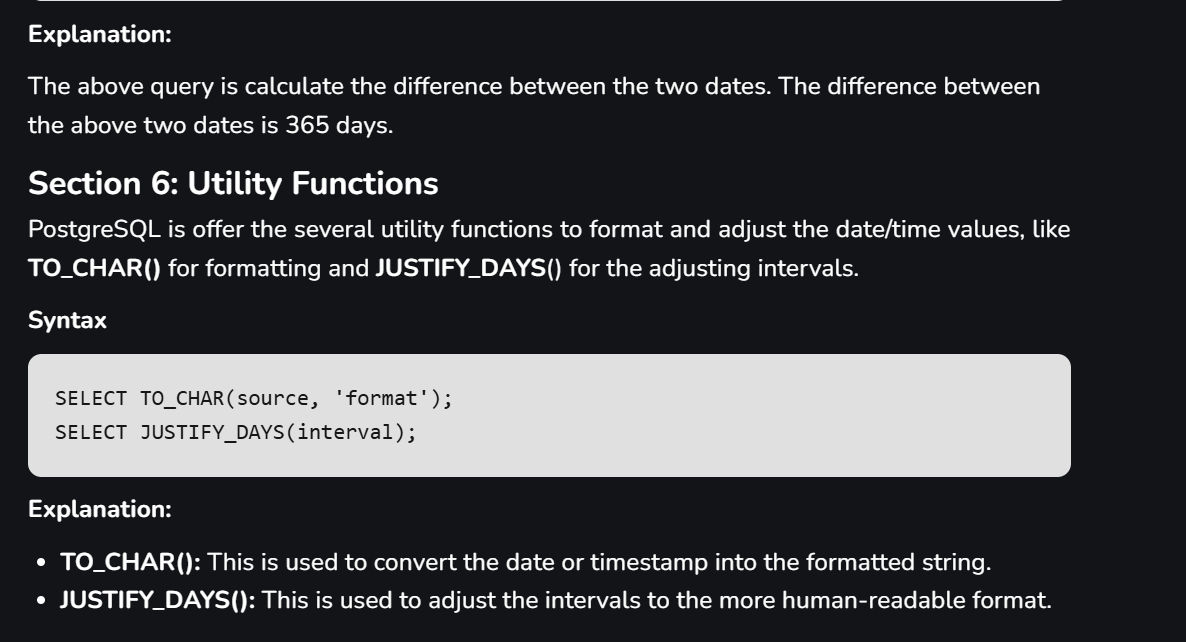 Explanation:
The above query is calculate the difference between the two dates. The difference between
the above two dates is 365 days.
Section 6: Utility Functions
PostgreSQL is offer the several utility functions to format and adjust the date/time values, like
TO_CHAR() for formatting and JUSTIFY_DAYS() for the adjusting intervals.
Syntax
SELECT TO_CHAR(source, 'format');
SELECT JUSTIFY_DAYS(interval);
Explanation:
• TO_CHAR(): This is used to convert the date or timestamp into the formatted string.
• JUSTIFY_DAYS(): This is used to adjust the intervals to the more human-readable format.